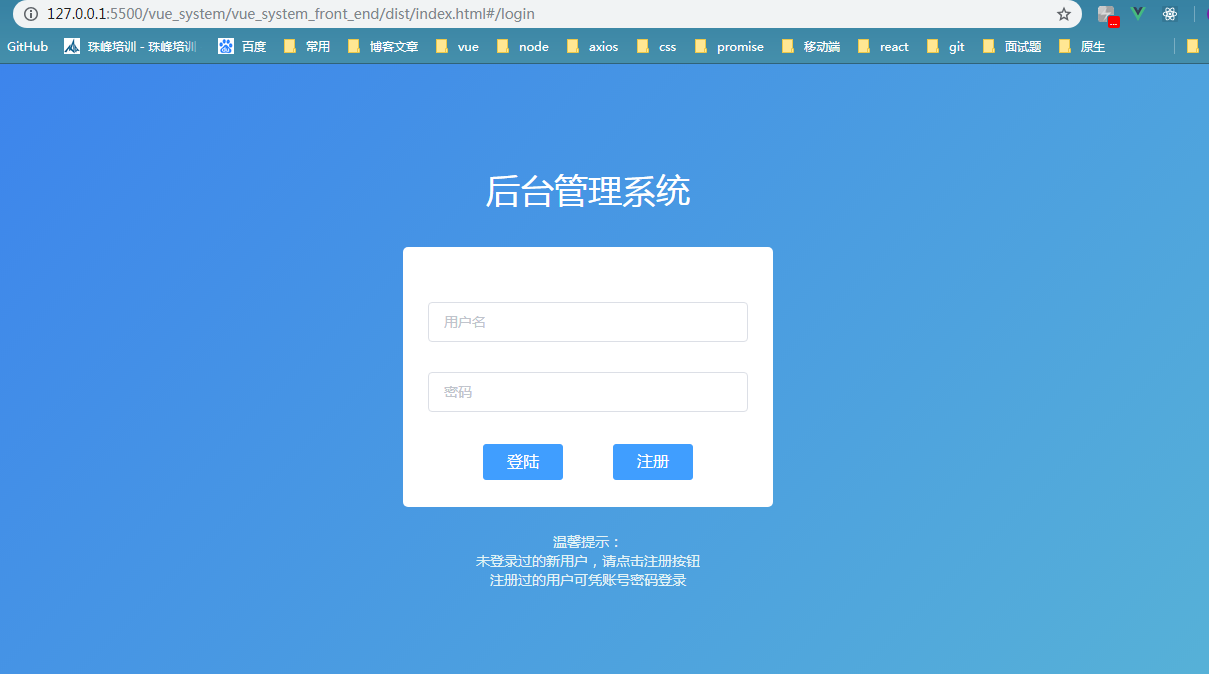 127.0.0.1:5500/vue_system/vue_system_front_end/dist/index.html#/login
GitHub 珠峰培训 - 珠峰培训 百度 常用 博客文章 vue node axios css promise 移动端 react git 面试题 原生
后台管理系统
用户名
密码
登陆 注册
温馨提示：
未登录过的新用户，请点击注册按钮
注册过的用户可凭账号密码登录